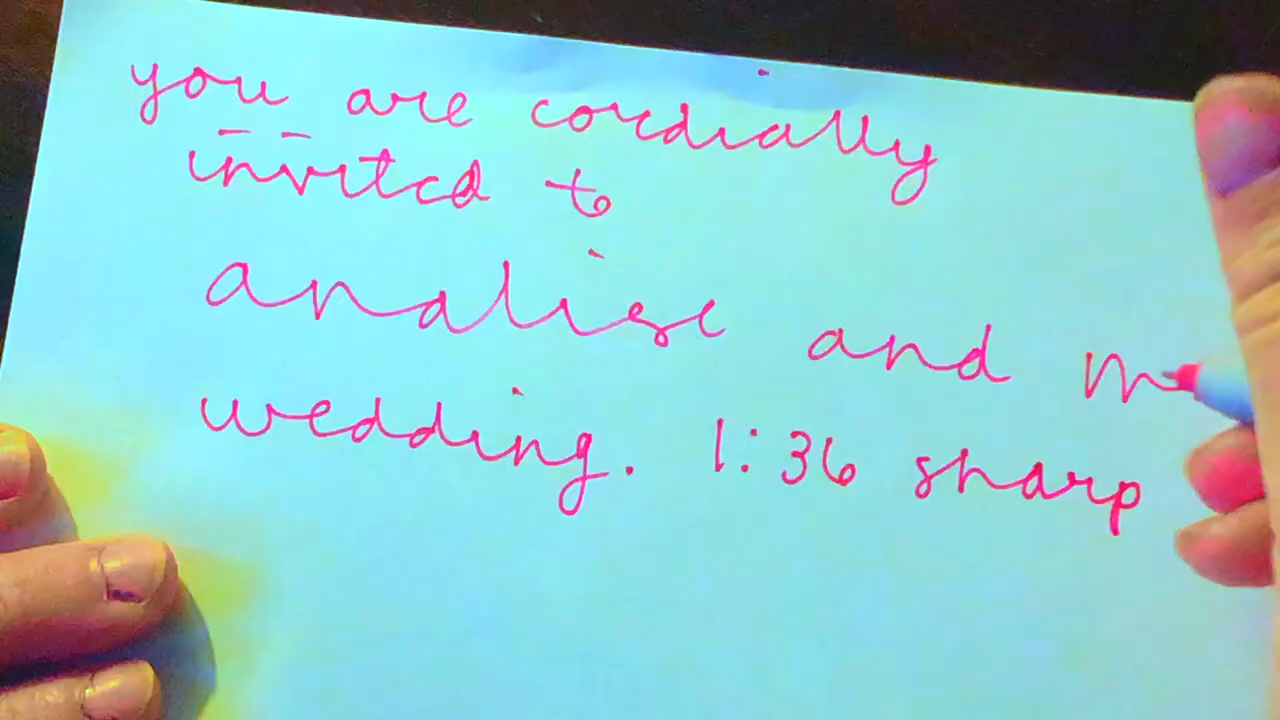 you are cordially
invited to
analise and m
wedding. 1:36 sharp